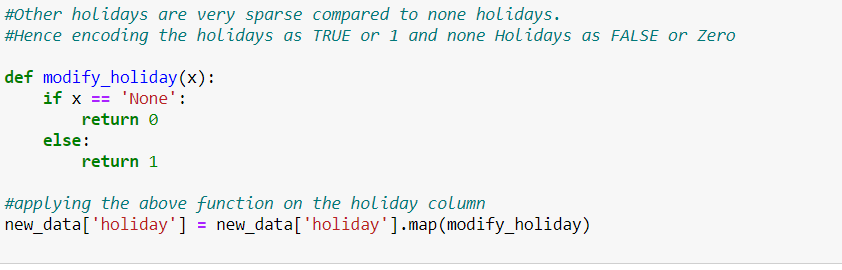 #Other holidays are very sparse compared to none holidays.
#Hence encoding the holidays as TRUE or 1 and none Holidays as FALSE or Zero

def modify_holiday(x):
    if x == 'None':
        return 0
    else:
        return 1

#applying the above function on the holiday column
new_data['holiday'] = new_data['holiday'].map(modify_holiday)